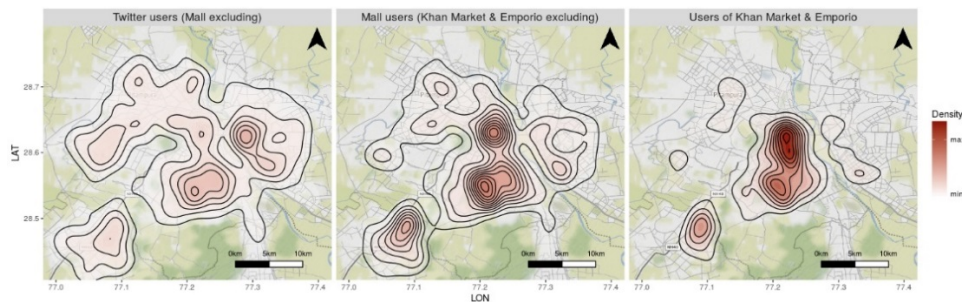 Twitter users (Mall excluding)
Mall users (Khan Market & Emporio excluding)
Users of Khan Market & Emporio
28.7
28.6
28.5
LAT
0km 5km 10km
0km 5km 10km
0km 5km 10km
77.0 77.1 77.2 77.3 77.4
77.0 77.1 77.2 77.3 77.4
77.0 77.1 77.2 77.3 77.4
LON
Density
max
min